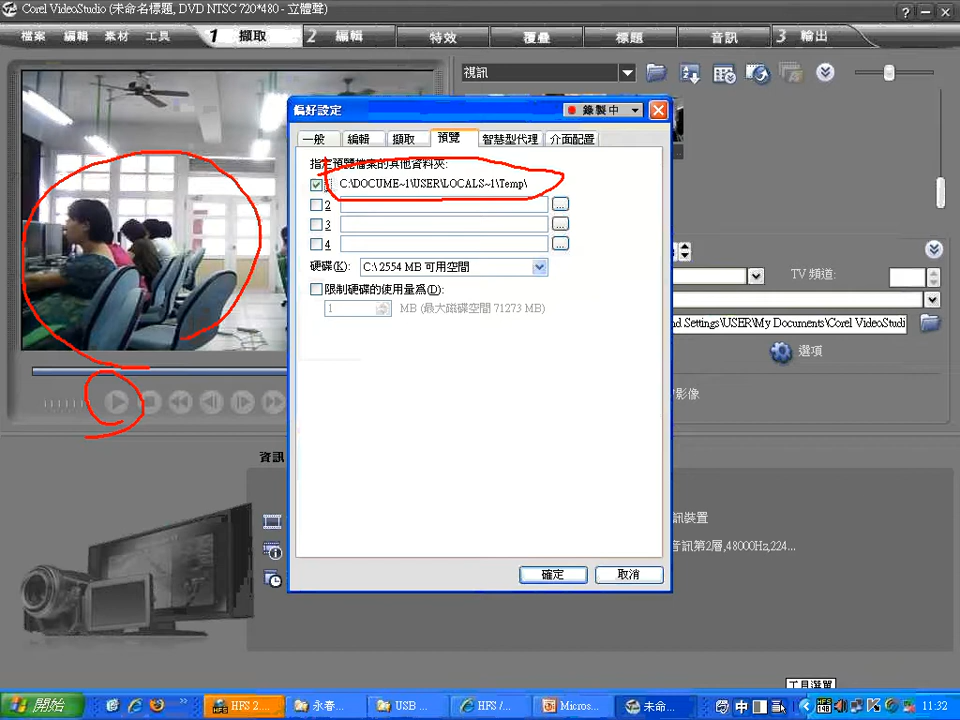 Corel VideoStudio (未命名標題, DVD NTSC 720*480 - 立體聲)
檔案 編輯 素材 工具 1 擷取 2 編輯 特效 覆疊 標題 音訊 3 輸出
視訊
偏好設定 錄製中
一般 編輯 擷取 預覽 智慧型代理 介面配置
指定預覽檔案的其他資料夾:
C:\DOCUME~1\USER\LOCALS~1\Temp\
2 ...
3 ...
4 ...
硬碟(K): C:\ 2554 MB 可用空間
限制硬碟的使用量為(D):
1 MB (最大磁碟空間 71273 MB)
TV 頻道:
nd Settings\USER\My Documents\Corel VideoStudi
選項
/影像
資訊
訊裝置
音訊第2層,48000Hz,224...
確定 取消
工具選單
開始 HFS 2.... 永春... USB ... HFS /... Micros... 未命... 中 11:32